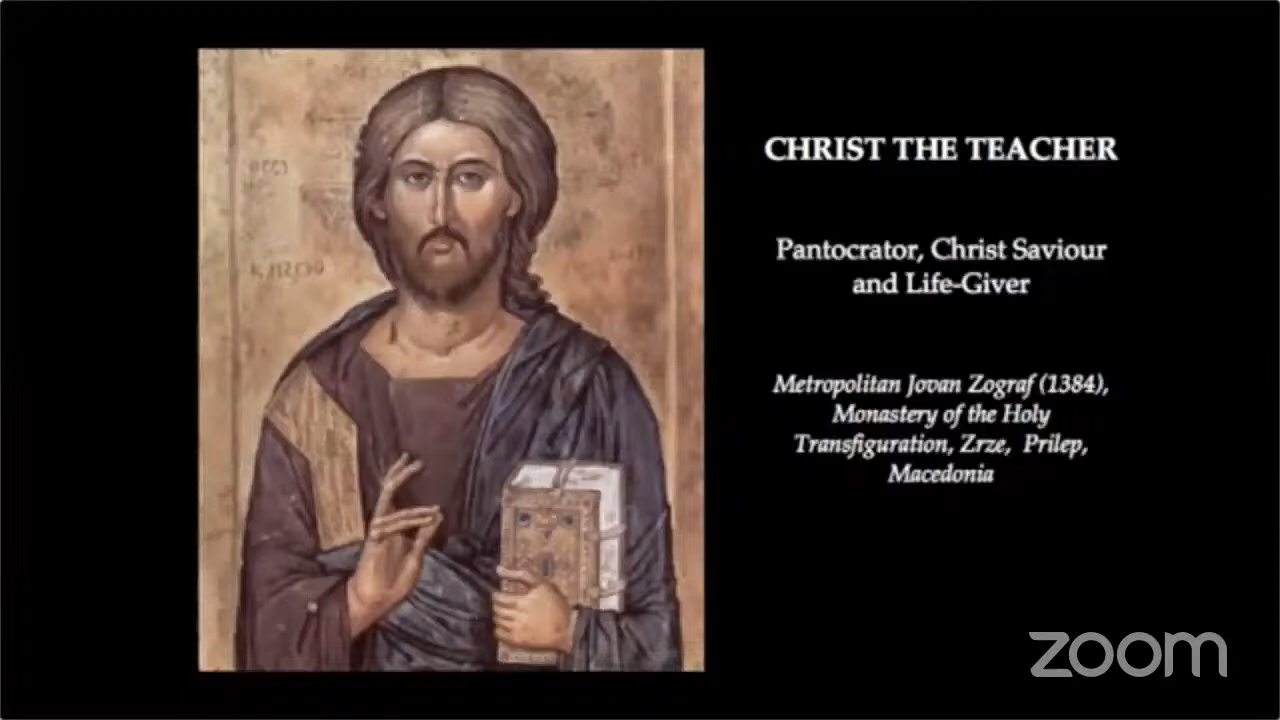 CHRIST THE TEACHER
Pantocrator, Christ Saviour
and Life-Giver
Metropolitan Jovan Zograf (1384),
Monastery of the Holy
Transfiguration, Zrze, Prilep,
Macedonia
zoom